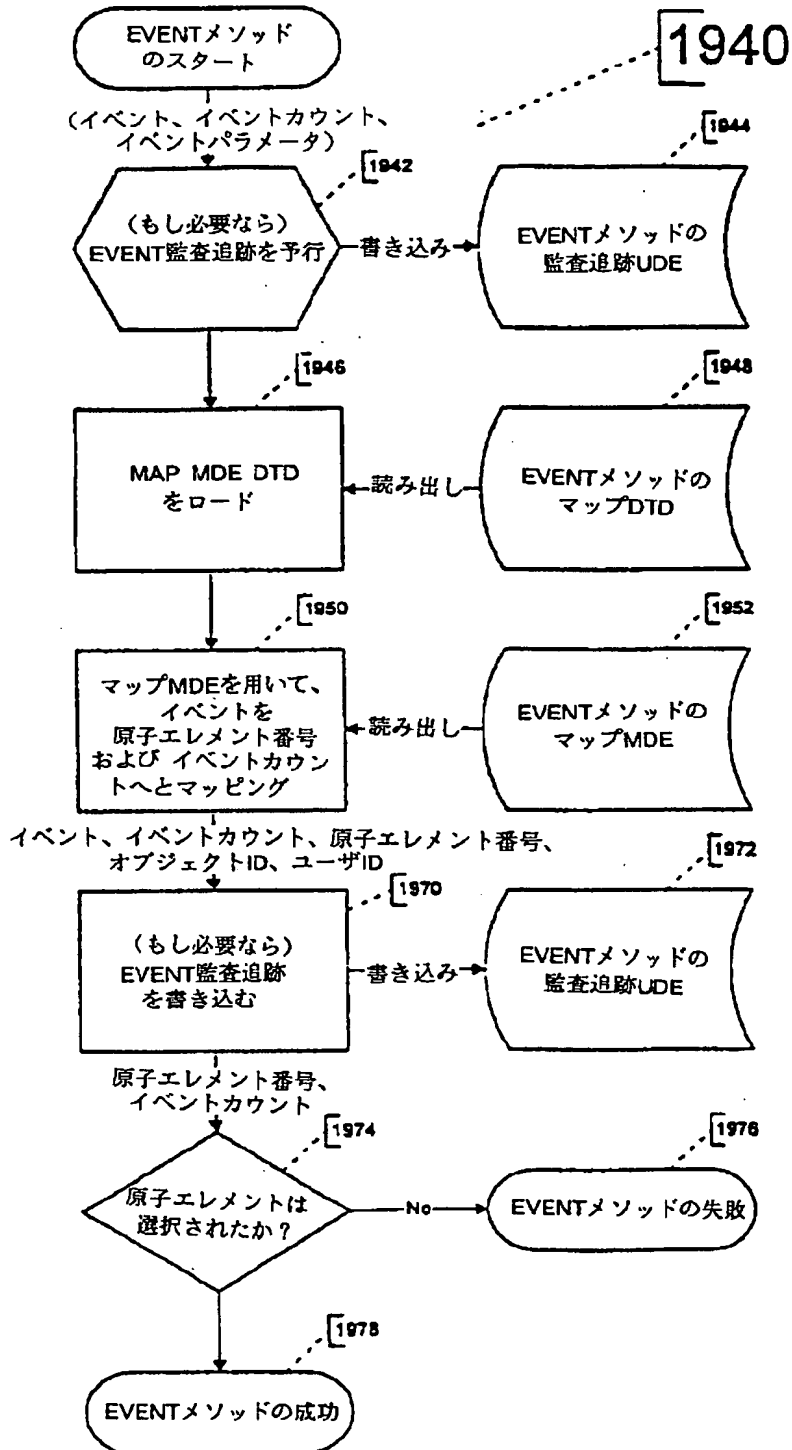 EVENTメソッド
のスタート
1940
(イベント、イベントカウント、
イベントパラメータ)
1942
1944
(もし必要なら)
EVENT監査追跡を予行
書き込み
EVENTメソッドの
監査追跡UDE
1946
1948
MAP MDE DTD
をロード
読み出し
EVENTメソッドの
マップDTD
1950
1952
マップMDEを用いて、
イベントを
原子エレメント番号
および イベントカウン
トへとマッピング
読み出し
EVENTメソッドの
マップMDE
イベント、イベントカウント、原子エレメント番号、
オブジェクトID、ユーザID
1970
1972
(もし必要なら)
EVENT監査追跡
を書き込む
書き込み
EVENTメソッドの
監査追跡UDE
原子エレメント番号、
イベントカウント
1974
1976
原子エレメントは
選択されたか?
No
EVENTメソッドの失敗
1978
EVENTメソッドの成功